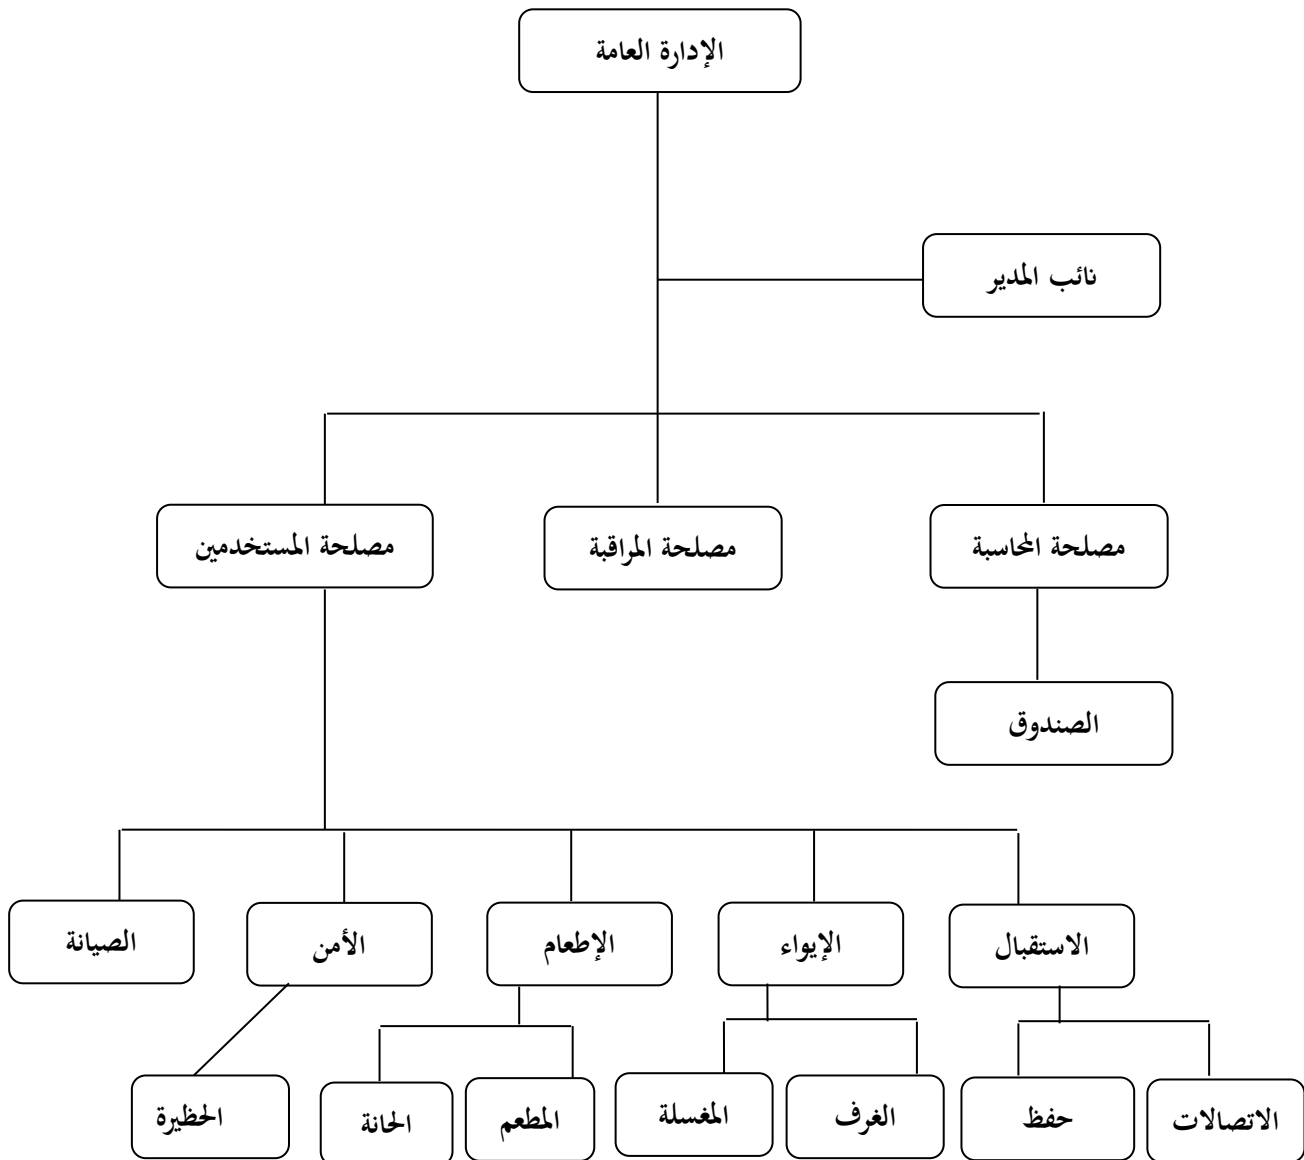 الإدارة العامة
نائب المدير
مصلحة المحاسبة
مصلحة المراقبة
مصلحة المستخدمين
الصندوق
الاستقبال
الإيواء
الإطعام
الأمن
الصيانة
الاتصالات
حفظ
الغرف
المغسلة
المطعم
الحانة
الحظيرة